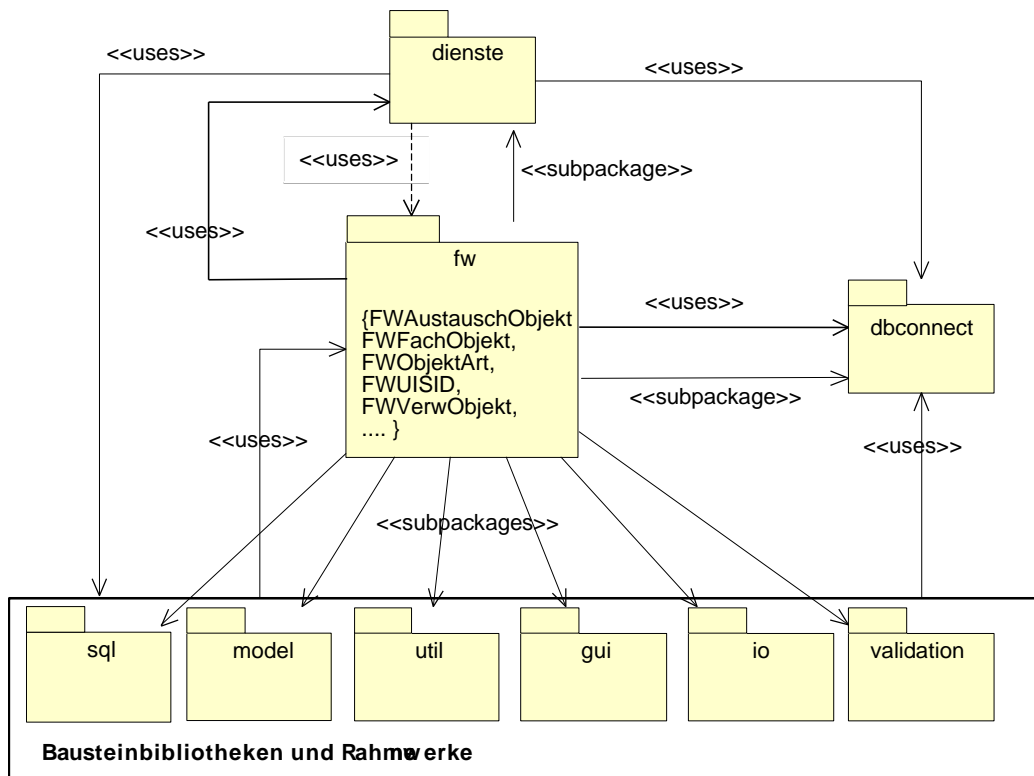 dienste
<<uses>>
<<uses>>
<<uses>>
<<subpackage>>
<<uses>>
fw
{FWAustauschObjekt
FWFachObjekt,
FWObjektArt,
FWUISID,
FWVerwObjekt,
.... }
<<uses>>
dbconnect
<<subpackage>>
<<uses>>
<<uses>>
<<subpackages>>
sql
model
util
gui
io
validation
Bausteinbibliotheken und Rahmenwerke